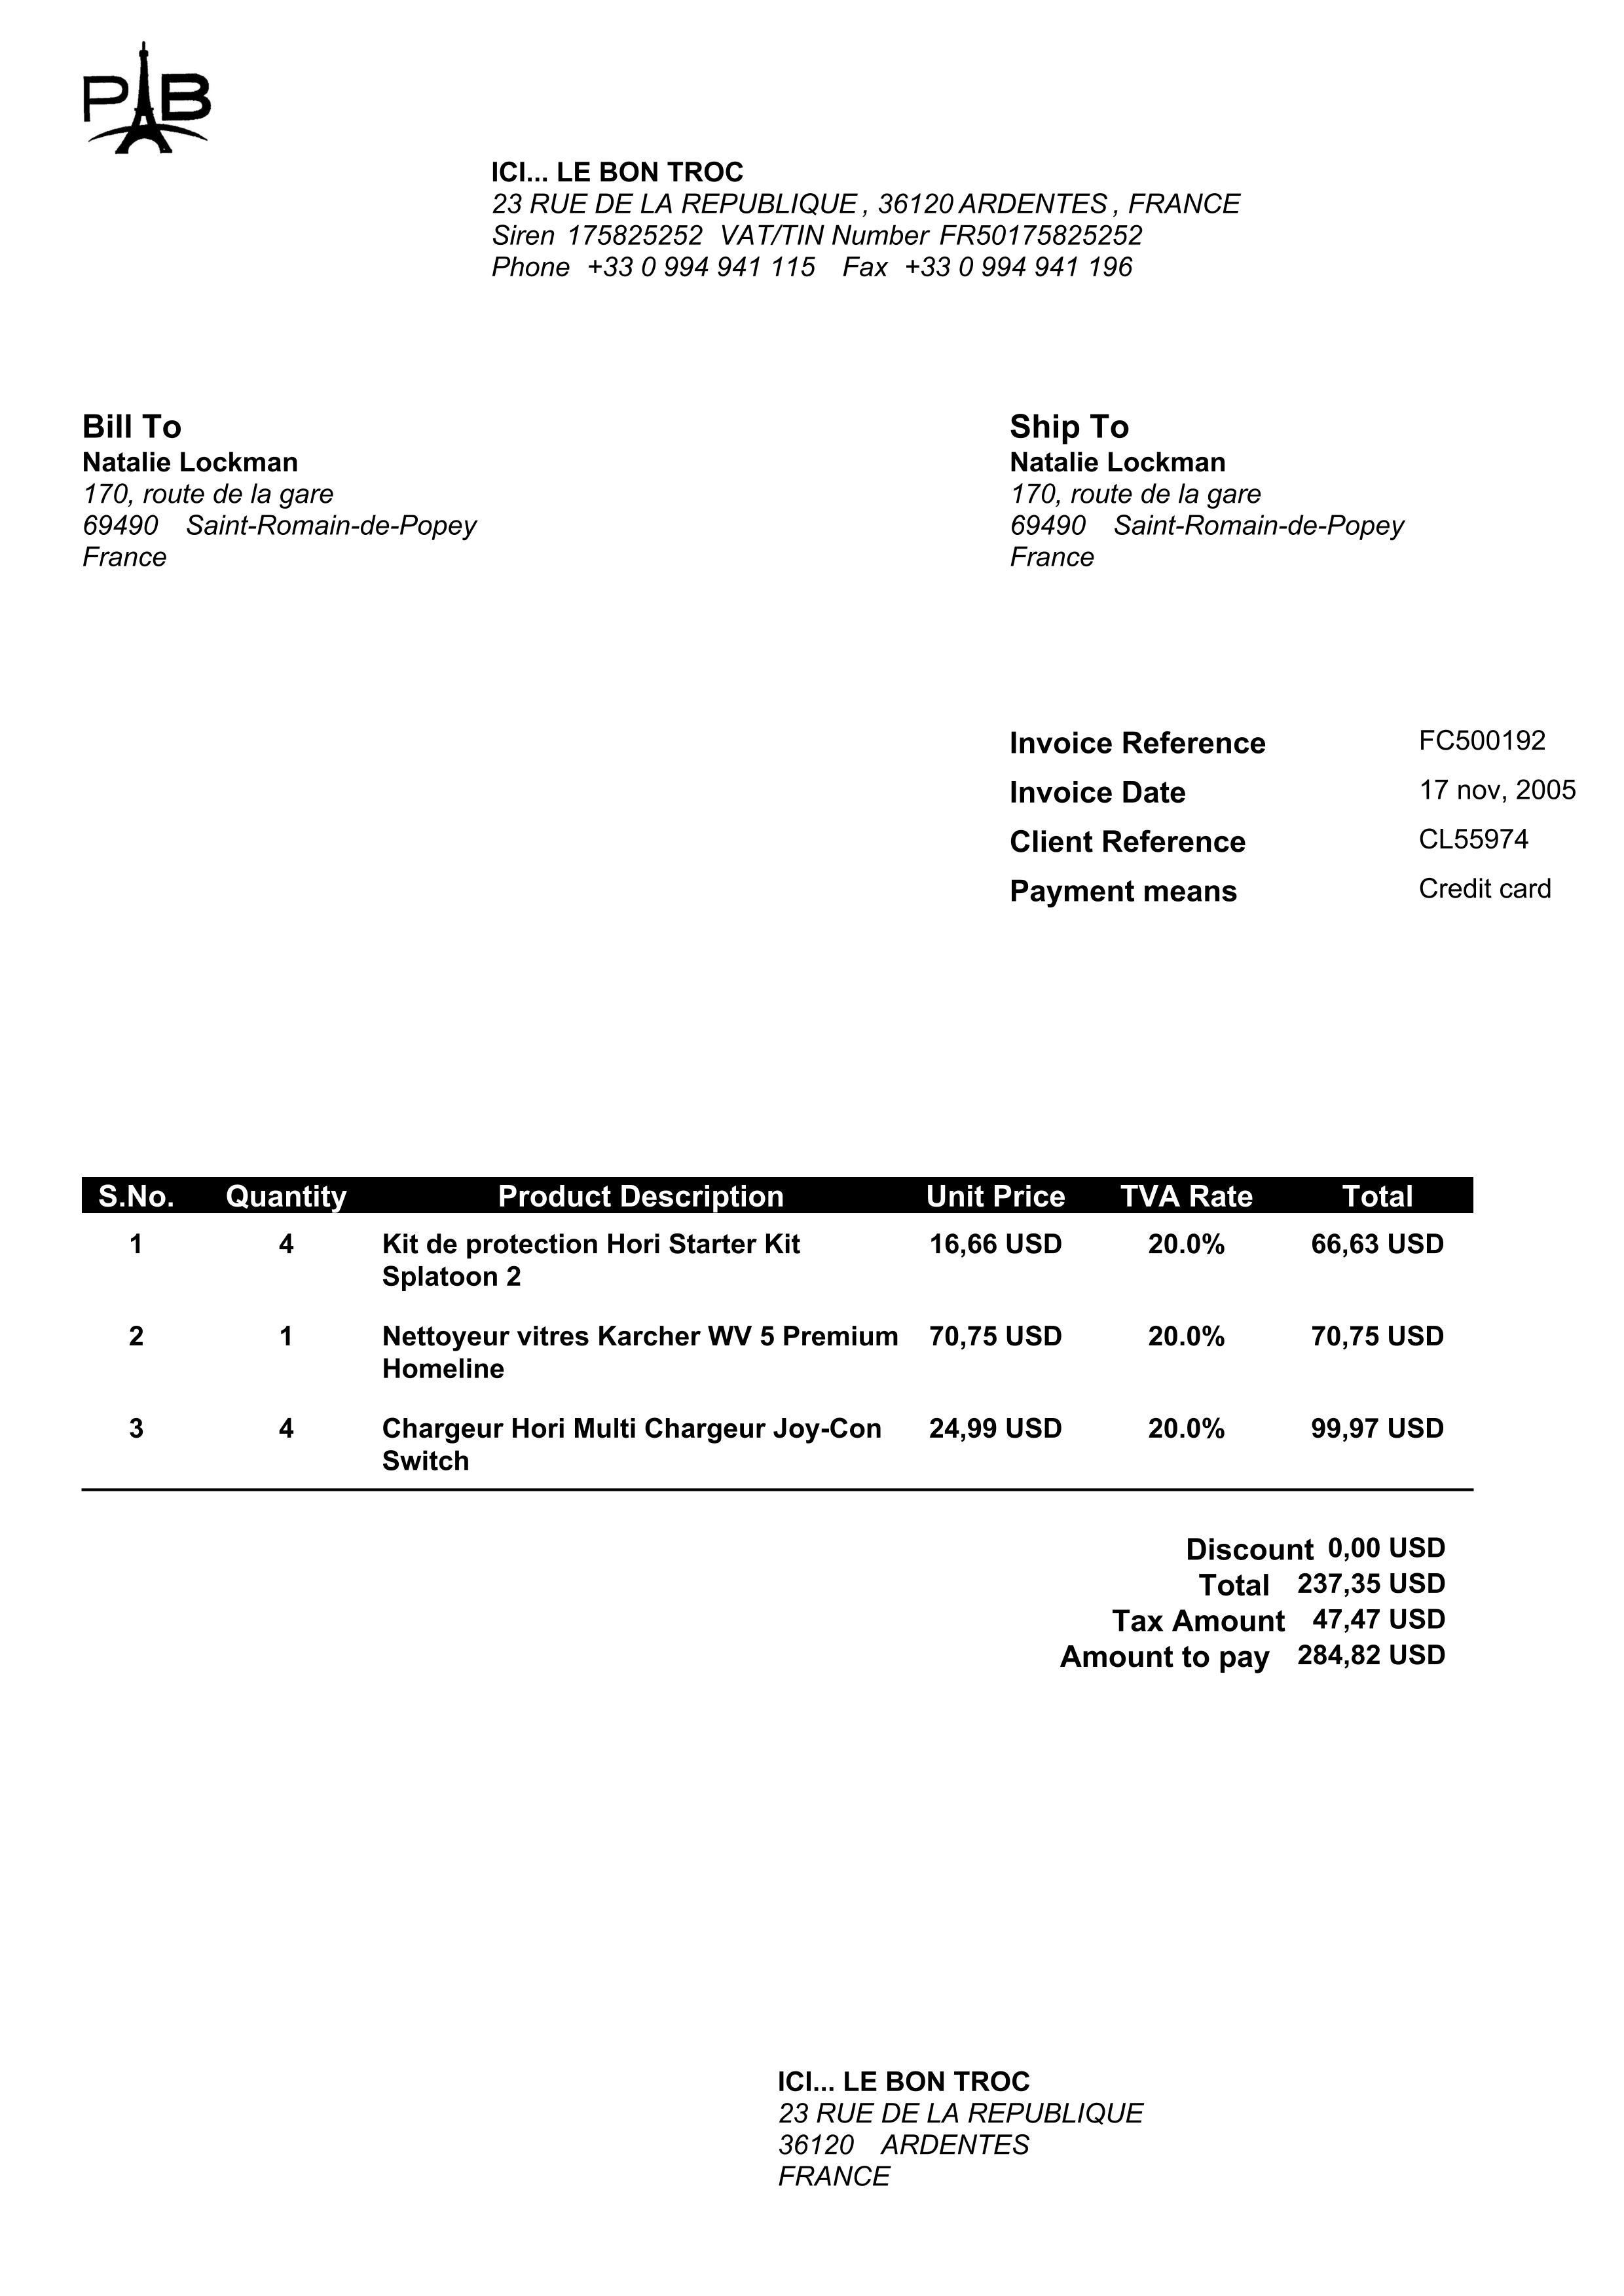 PB
ICI... LE BON TROC
23 RUE DE LA REPUBLIQUE , 36120 ARDENTES , FRANCE
Siren 175825252 VAT/TIN Number FR50175825252
Phone +33 0 994 941 115 Fax +33 0 994 941 196
Bill To
Natalie Lockman
170, route de la gare
69490 Saint-Romain-de-Popey
France
Ship To
Natalie Lockman
170, route de la gare
69490 Saint-Romain-de-Popey
France
Invoice Reference FC500192
Invoice Date 17 nov, 2005
Client Reference CL55974
Payment means Credit card
S.No. Quantity Product Description Unit Price TVA Rate Total
1 4 Kit de protection Hori Starter Kit 16,66 USD 20.0% 66,63 USD
Splatoon 2
2 1 Nettoyeur vitres Karcher WV 5 Premium 70,75 USD 20.0% 70,75 USD
Homeline
3 4 Chargeur Hori Multi Chargeur Joy-Con 24,99 USD 20.0% 99,97 USD
Switch
Discount 0,00 USD
Total 237,35 USD
Tax Amount 47,47 USD
Amount to pay 284,82 USD
ICI... LE BON TROC
23 RUE DE LA REPUBLIQUE
36120 ARDENTES
FRANCE